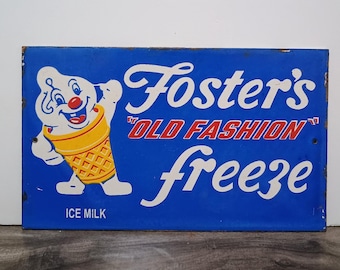 Foster's
"OLD FASHION"
freeze
ICE MILK